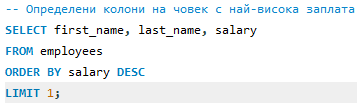 -- Определени колони на човек с най-висока заплата
SELECT first_name, last_name, salary
FROM employees
ORDER BY salary DESC
LIMIT 1;